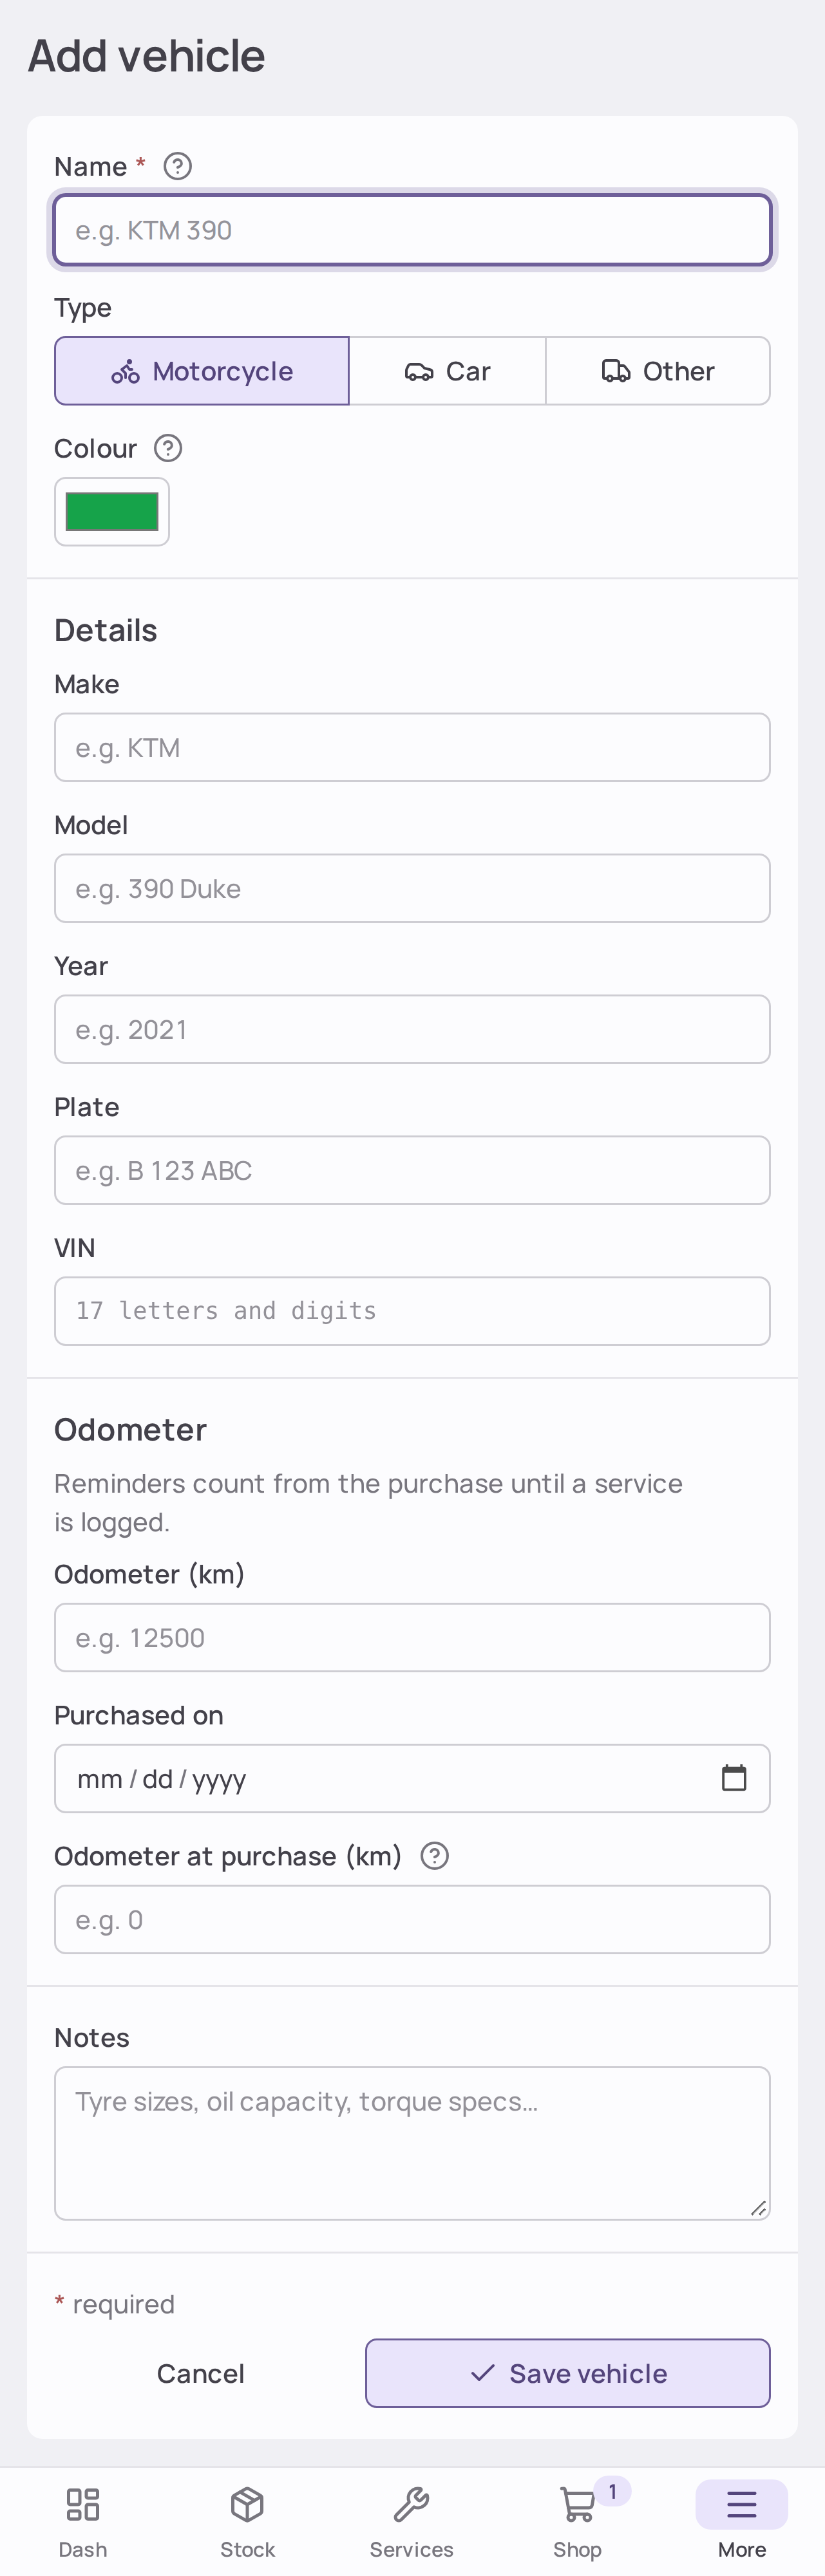 Add vehicle
Name *
e.g. KTM 390
Type
Motorcycle
Car
Other
Colour
Details
Make
e.g. KTM
Model
e.g. 390 Duke
Year
e.g. 2021
Plate
e.g. B 123 ABC
VIN
17 letters and digits
Odometer
Reminders count from the purchase until a service
is logged.
Odometer (km)
e.g. 12500
Purchased on
mm / dd / yyyy
Odometer at purchase (km)
e.g. 0
Notes
Tyre sizes, oil capacity, torque specs...
* required
Cancel
Save vehicle
1
Dash
Stock
Services
Shop
More